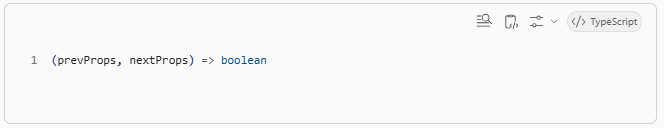 </> TypeScript
1 (prevProps, nextProps) => boolean